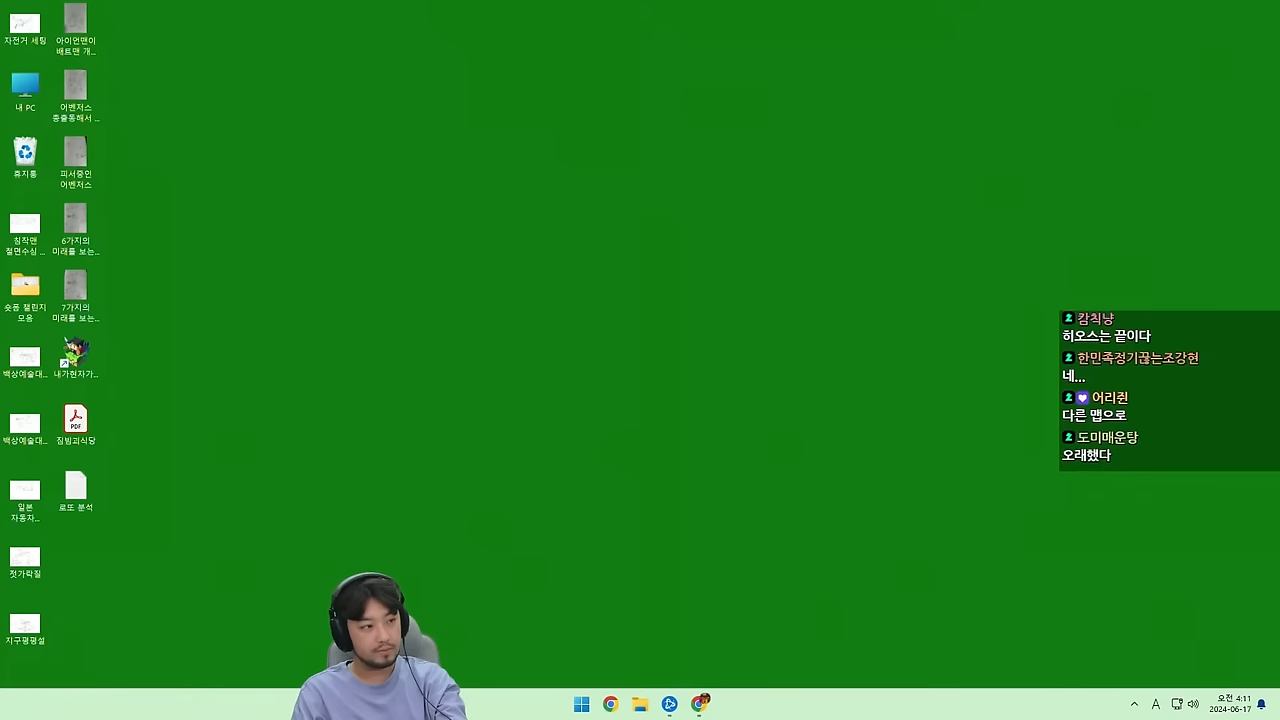 자전거 세팅
아이언맨이
배트맨 개...
내 PC
어벤저스
총출동해서 ...
휴지통
피서중인
어벤저스
침착맨
절면수심 ...
6가지의
미래를 보는...
숏폼 챌린지
모음
7가지의
미래를 보는...
백상예술대...
내가현자가...
백상예술대...
PDF
짐빔괴식당
일본
자동차...
로또 분석
젓가락질
지구평평설
캄칙냥
히오스는 끝이다
한민족정기끊는조강현
네...
어리퀸
다른 맵으로
도미매운탕
오래했다
A
오전 4:11
2024-06-17